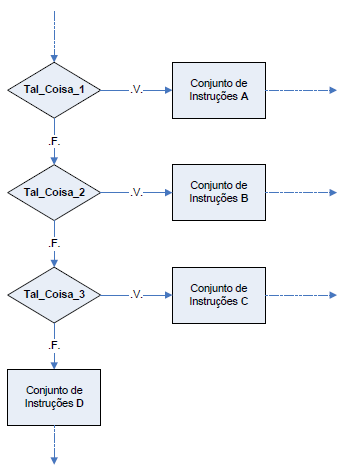 Tal_Coisa_1
.V.
Conjunto de
Instruções A
.F.
Tal_Coisa_2
.V.
Conjunto de
Instruções B
.F.
Tal_Coisa_3
.V.
Conjunto de
Instruções C
.F.
Conjunto de
Instruções D